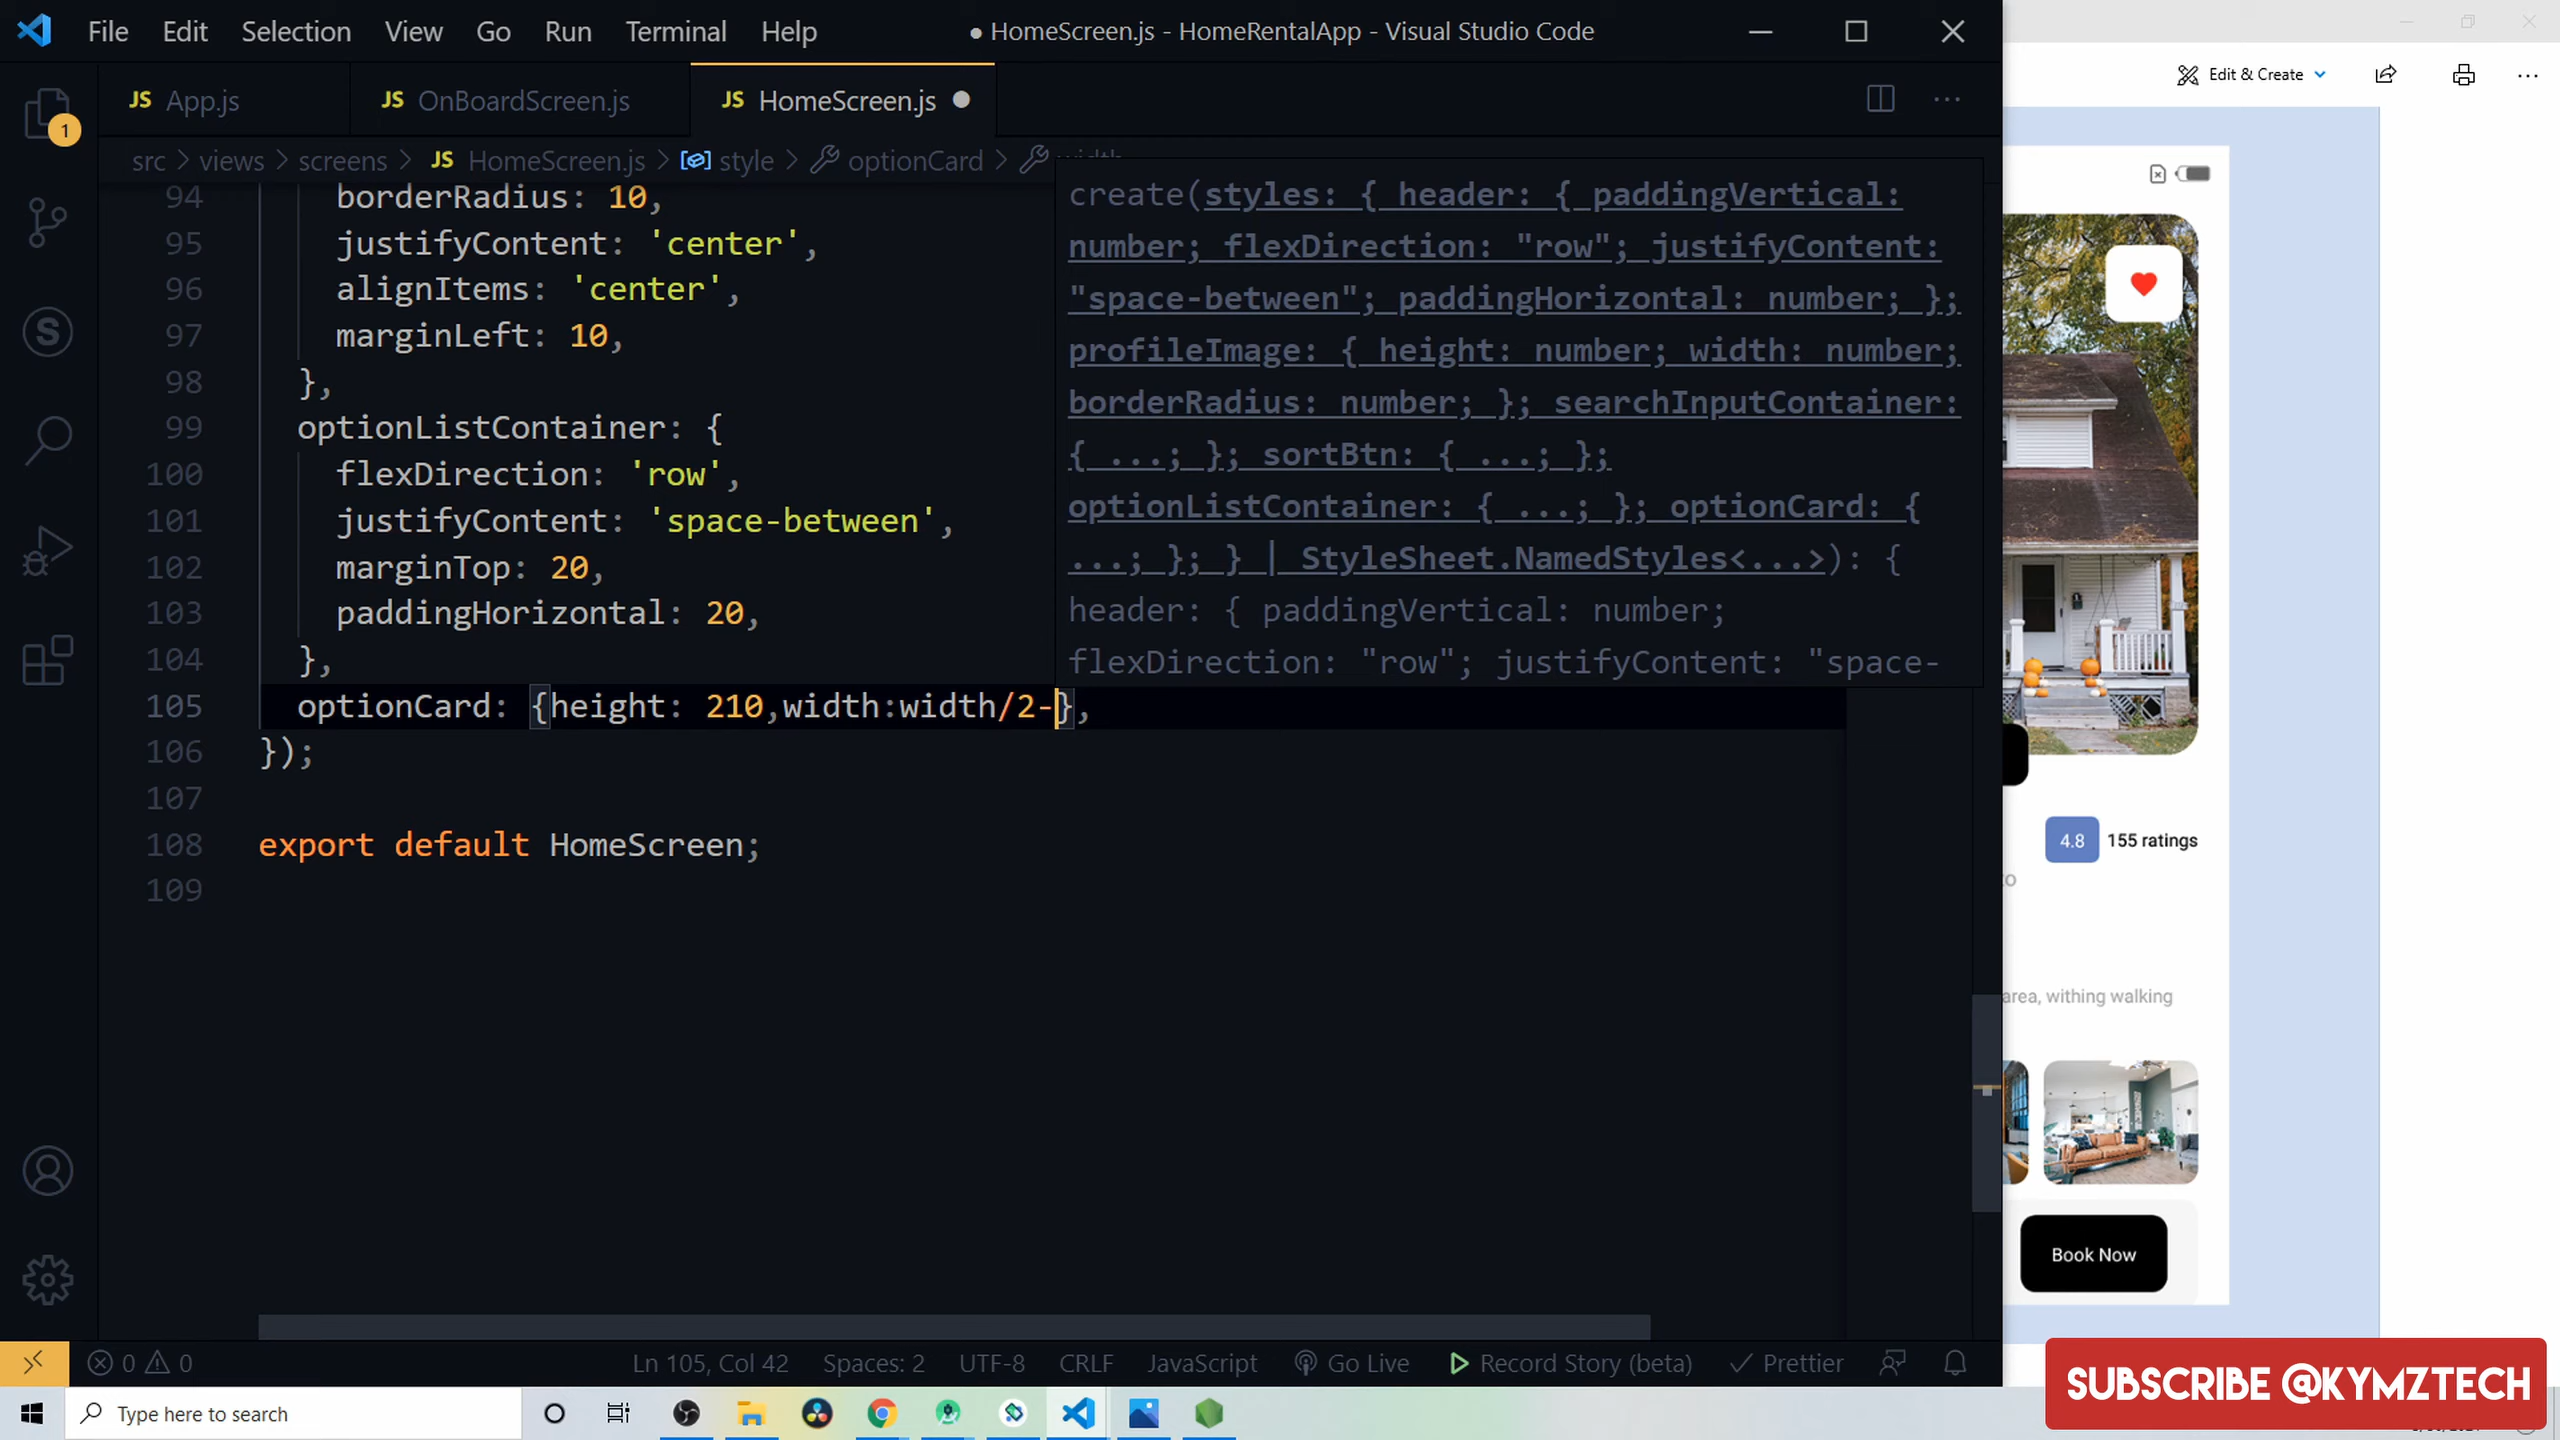 File Edit Selection View Go Run Terminal Help
● HomeScreen.js - HomeRentalApp - Visual Studio Code
Edit & Create
1
JS App.js
JS OnBoardScreen.js
JS HomeScreen.js
src > views > screens > JS HomeScreen.js > style > optionCard > width
94 borderRadius: 10,
95 justifyContent: 'center',
96 alignItems: 'center',
97 marginLeft: 10,
98 },
99 optionListContainer: {
100 flexDirection: 'row',
101 justifyContent: 'space-between',
102 marginTop: 20,
103 paddingHorizontal: 20,
104 },
105 optionCard: {height: 210,width:width/2-},
106 });
107
108 export default HomeScreen;
109
create(styles: { header: { paddingVertical:
number; flexDirection: "row"; justifyContent:
"space-between"; paddingHorizontal: number; };
profileImage: { height: number; width: number;
borderRadius: number; }; searchInputContainer:
{ ...; }; sortBtn: { ...; };
optionListContainer: { ...; }; optionCard: {
...; }; } | StyleSheet.NamedStyles<...>): {
header: { paddingVertical: number;
flexDirection: "row"; justifyContent: "space-
4.8 155 ratings
to
area, withing walking
Book Now
0 0
Ln 105, Col 42 Spaces: 2 UTF-8 CRLF JavaScript Go Live Record Story (beta) Prettier
Type here to search
SUBSCRIBE @KYMZTECH